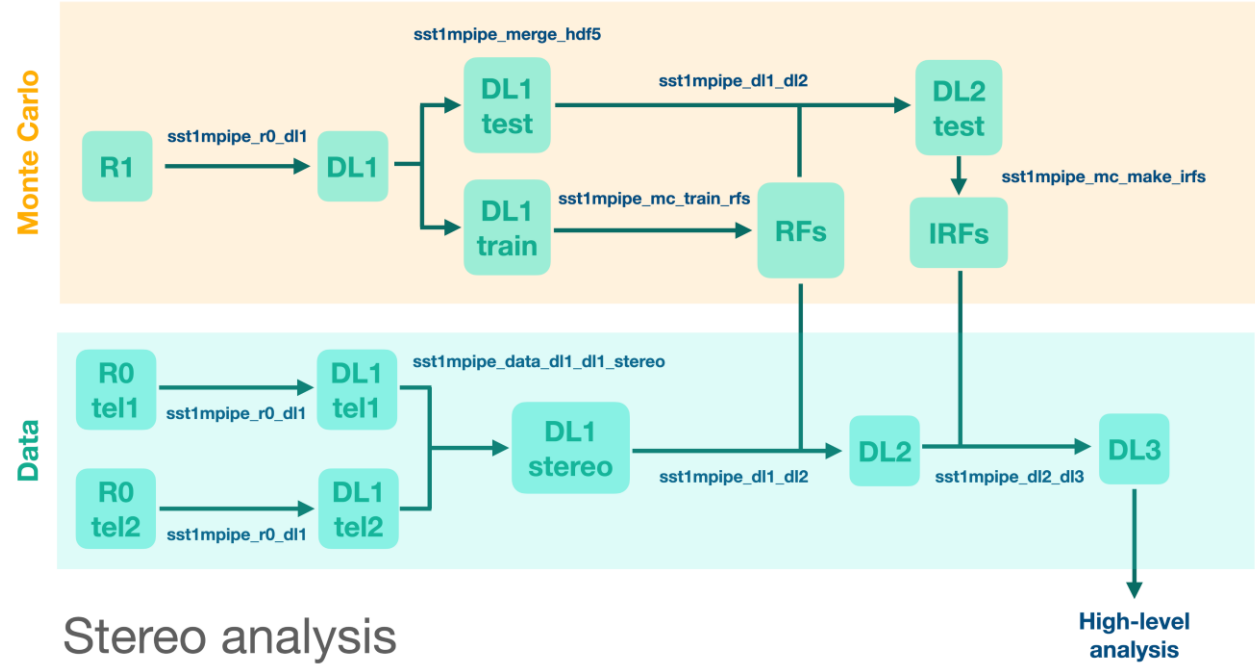 Monte Carlo
sst1mpipe_merge_hdf5
DL1
test
sst1mpipe_dl1_dl2
DL2
test
R1
sst1mpipe_r0_dl1
DL1
sst1mpipe_mc_make_irfs
DL1
train
sst1mpipe_mc_train_rfs
RFs
IRFs
Data
R0
tel1
sst1mpipe_r0_dl1
DL1
tel1
sst1mpipe_data_dl1_dl1_stereo
DL1
stereo
sst1mpipe_dl1_dl2
DL2
sst1mpipe_dl2_dl3
DL3
R0
tel2
sst1mpipe_r0_dl1
DL1
tel2
Stereo analysis
High-level
analysis